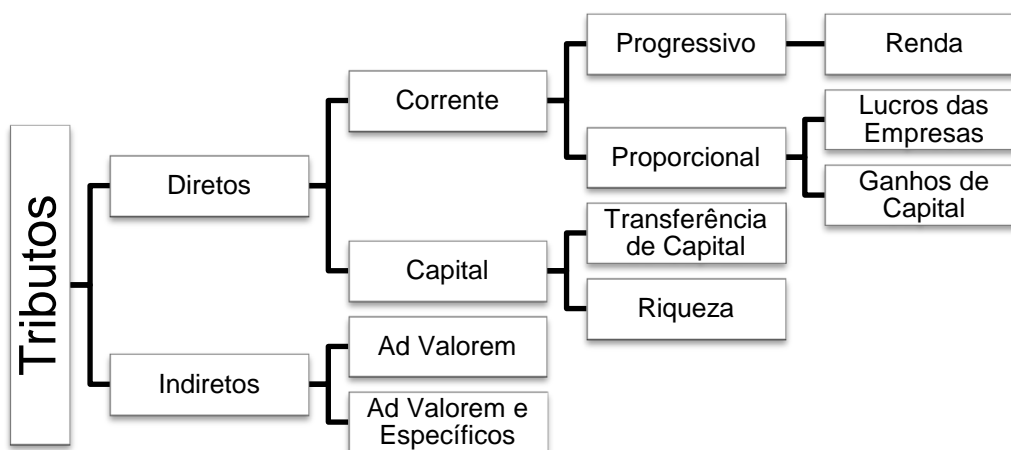 Tributos
Diretos
Corrente
Progressivo
Renda
Proporcional
Lucros das
Empresas
Ganhos de
Capital
Capital
Transferência
de Capital
Riqueza
Indiretos
Ad Valorem
Ad Valorem e
Específicos